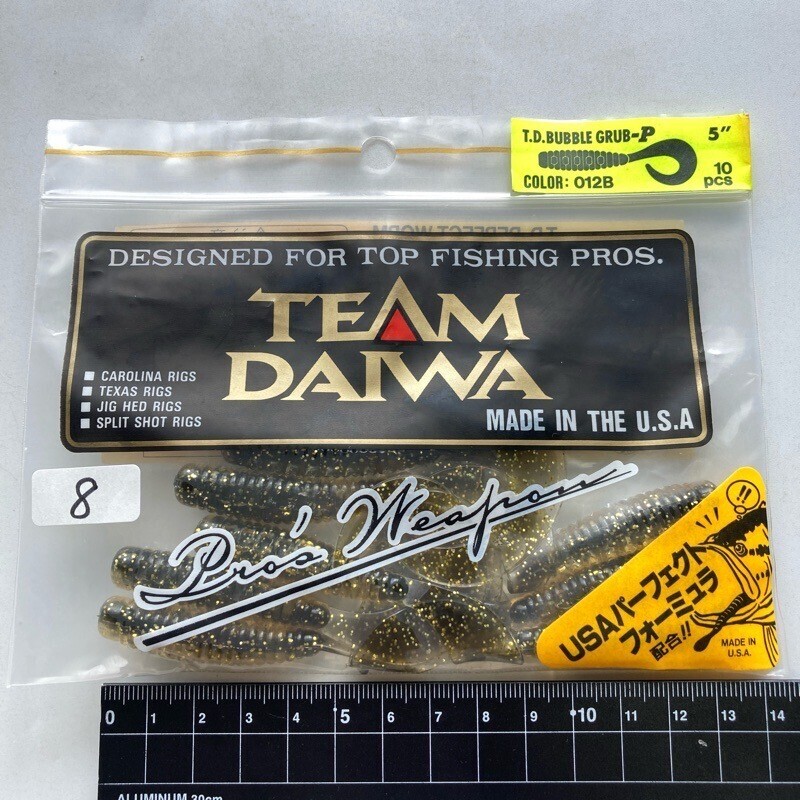 T.D.BUBBLE GRUB-P 5"
COLOR: 012B 10 pcs
DESIGNED FOR TOP FISHING PROS.
TEAM
DAIWA
CAROLINA RIGS
TEXAS RIGS
JIG HED RIGS
SPLIT SHOT RIGS
MADE IN THE U.S.A
8
Pro's Weapon
!!
USAパーフェクト
フォーミュラ
配合!!
MADE IN
U.S.A.
0 1 2 3 4 5 6 7 8 9 10 11 12 13 14
ALUMINUM 30cm